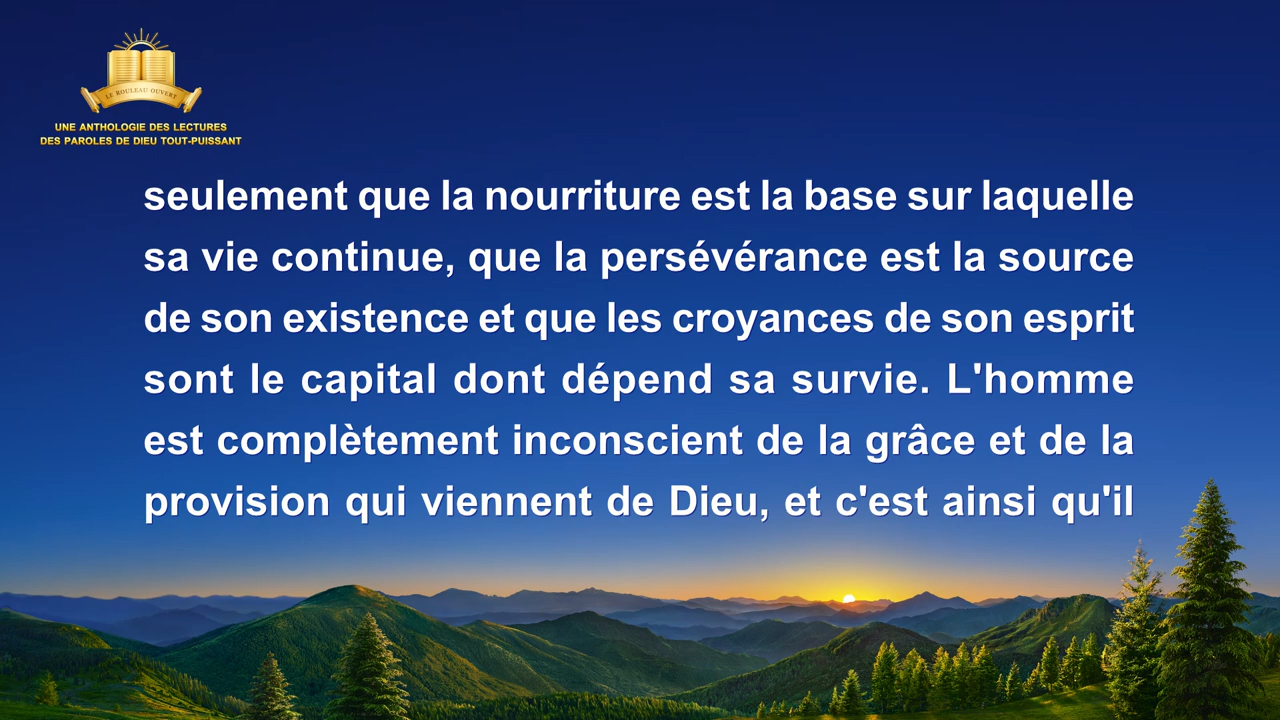 LE ROULEAU OUVERT
UNE ANTHOLOGIE DES LECTURES
DES PAROLES DE DIEU TOUT-PUISSANT
seulement que la nourriture est la base sur laquelle
sa vie continue, que la persévérance est la source
de son existence et que les croyances de son esprit
sont le capital dont dépend sa survie. L'homme
est complètement inconscient de la grâce et de la
provision qui viennent de Dieu, et c'est ainsi qu'il